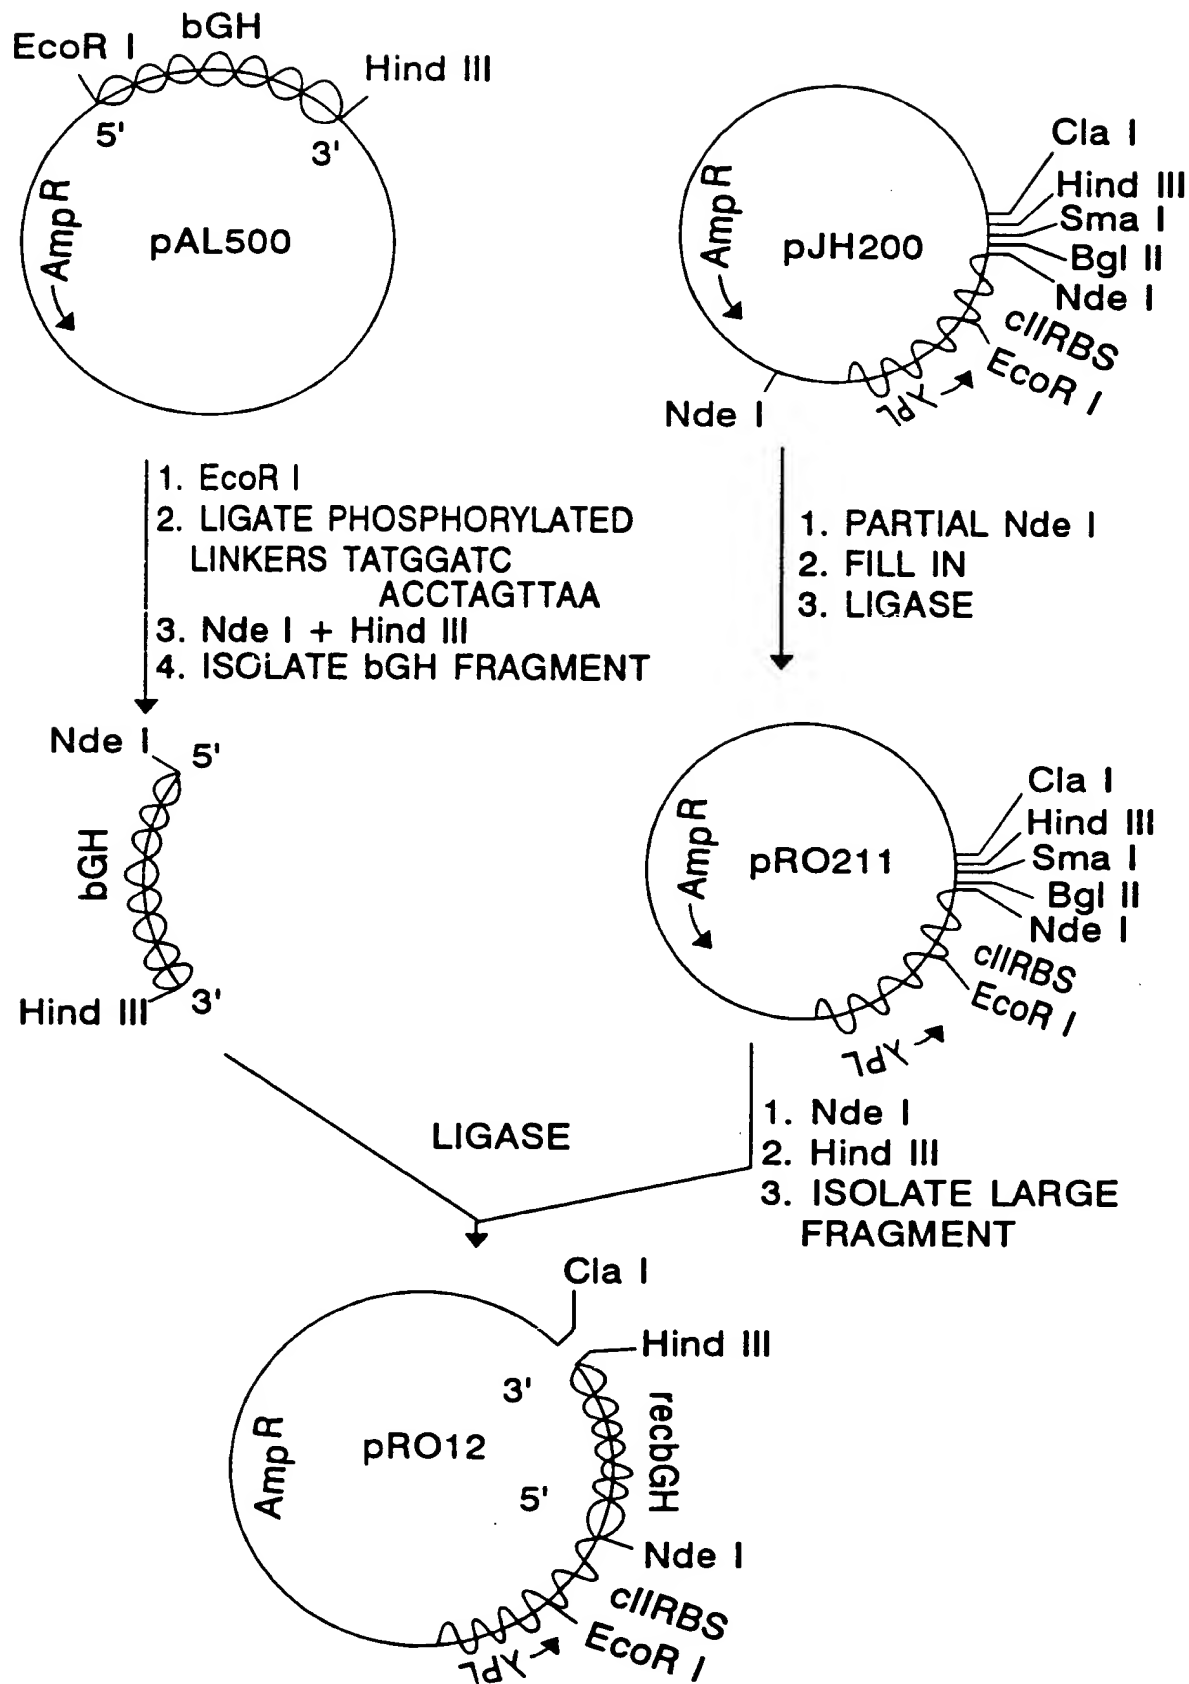 bGH
EcoR I
Hind III
5'
3'
AmpR
pAL500
Cla I
Hind III
Sma I
Bgl II
Nde I
cIIRBS
EcoR I
λPL
Nde I
AmpR
pJH200
1. EcoR I
2. LIGATE PHOSPHORYLATED
LINKERS TATGGATC
ACCTAGTTAA
3. Nde I + Hind III
4. ISOLATE bGH FRAGMENT
1. PARTIAL Nde I
2. FILL IN
3. LIGASE
Nde I
5'
bGH
Hind III
3'
AmpR
pRO211
Cla I
Hind III
Sma I
Bgl II
Nde I
cIIRBS
EcoR I
λPL
LIGASE
1. Nde I
2. Hind III
3. ISOLATE LARGE
FRAGMENT
Cla I
Hind III
3'
recbGH
AmpR
pRO12
5'
Nde I
cIIRBS
EcoR I
λPL